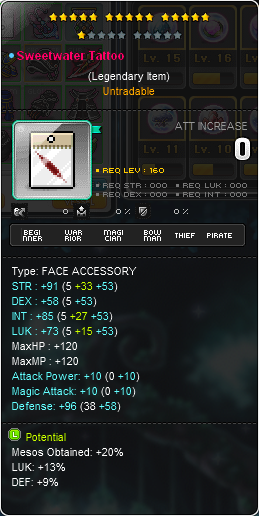 Sweetwater Tattoo
(Legendary Item)
Untradable
ATT INCREASE
0
REQ LEV : 160
REQ STR : 000 REQ LUK : 000
REQ DEX : 000 REQ INT : 000
0 0 % 0 %
BEGINNER WARRIOR MAGICIAN BOWMAN THIEF PIRATE
Type: FACE ACCESSORY
STR : +91 (5 +33 +53)
DEX : +58 (5 +53)
INT : +85 (5 +27 +53)
LUK : +73 (5 +15 +53)
MaxHP : +120
MaxMP : +120
Attack Power: +10 (0 +10)
Magic Attack: +10 (0 +10)
Defense: +96 (38 +58)
L Potential
Mesos Obtained: +20%
LUK: +13%
DEF: +9%